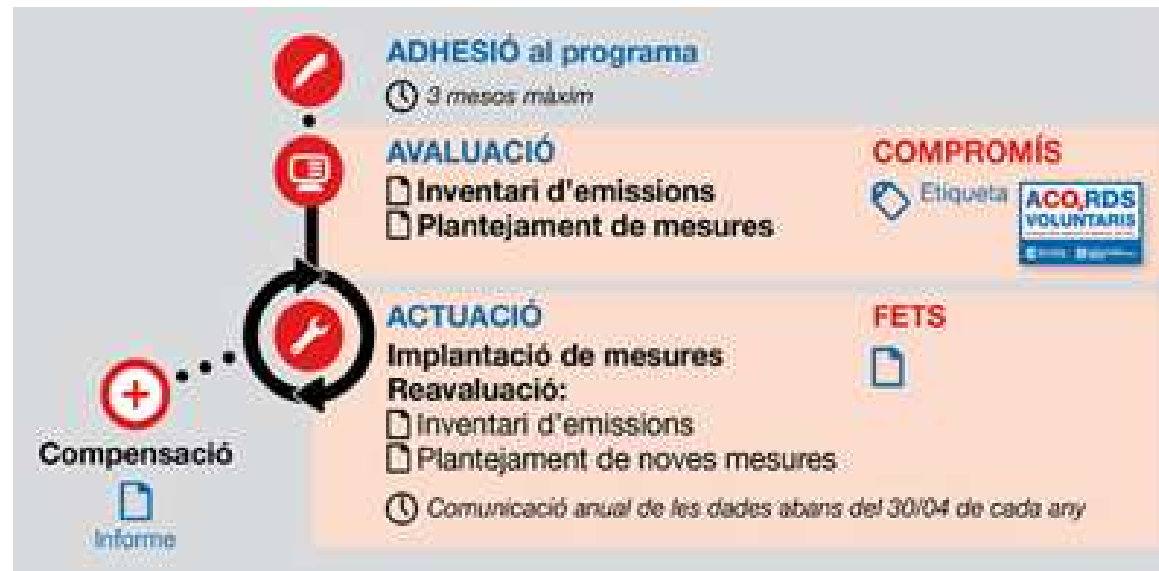 ADHESIÓ al programa
3 mesos màxim
AVALUACIÓ
Inventari d'emissions
Plantejament de mesures
COMPROMÍS
Etiqueta
ACO₂RDS
VOLUNTARIS
ACTUACIÓ
Implantació de mesures
Reavaluació:
Inventari d'emissions
Plantejament de noves mesures
Comunicació anual de les dades abans del 30/04 de cada any
FETS
Compensació
Informe